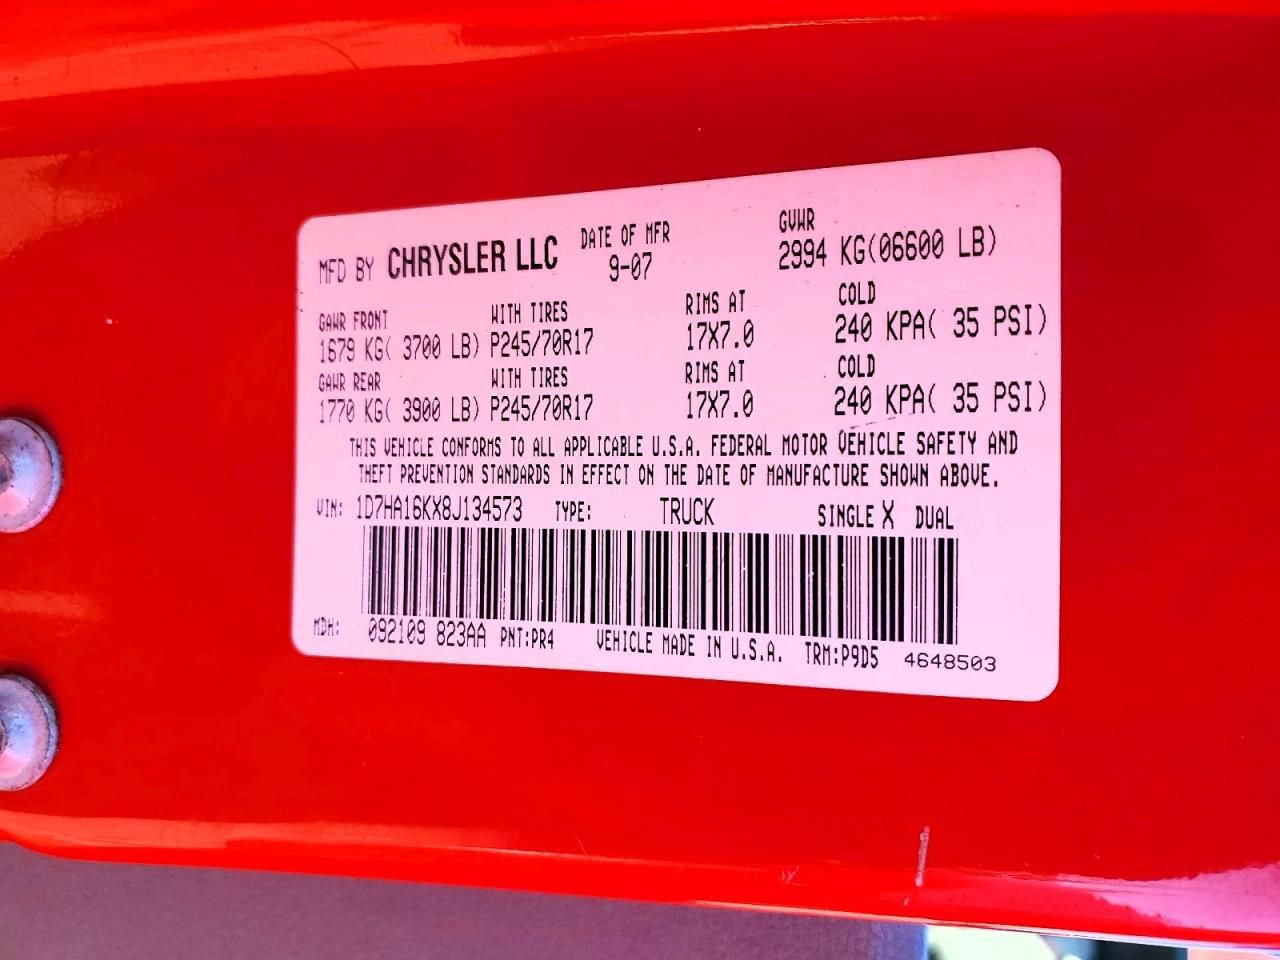 MFD BY CHRYSLER LLC DATE OF MFR GVWR
9-07 2994 KG(06600 LB)
GAWR FRONT WITH TIRES RIMS AT COLD
1679 KG( 3700 LB) P245/70R17 17X7.0 240 KPA( 35 PSI)
GAWR REAR WITH TIRES RIMS AT COLD
1770 KG( 3900 LB) P245/70R17 17X7.0 240 KPA( 35 PSI)
THIS VEHICLE CONFORMS TO ALL APPLICABLE U.S.A. FEDERAL MOTOR VEHICLE SAFETY AND
THEFT PREVENTION STANDARDS IN EFFECT ON THE DATE OF MANUFACTURE SHOWN ABOVE.
VIN: 1D7HA16KX8J134573 TYPE: TRUCK SINGLE X DUAL
MDH: 092109 823AA PNT:PR4 VEHICLE MADE IN U.S.A. TRM:P9D5 4648503